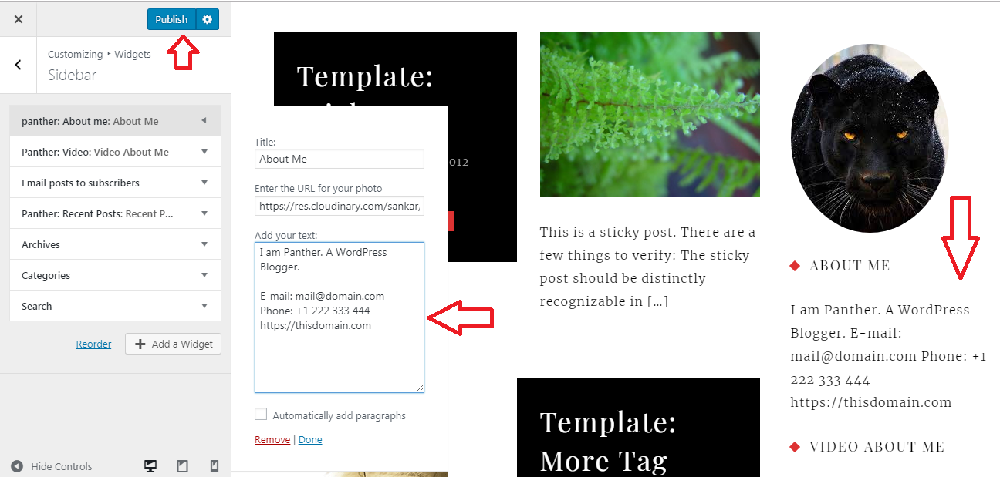 Publish
Customizing ▸ Widgets
Sidebar
panther: About me: About Me
Panther: Video: Video About Me
Email posts to subscribers
Panther: Recent Posts: Recent P...
Archives
Categories
Search
Reorder
Add a Widget
Hide Controls
Title:
About Me
Enter the URL for your photo
https://res.cloudinary.com/sankar,
Add your text:
I am Panther. A WordPress
Blogger.
E-mail: mail@domain.com
Phone: +1 222 333 444
https://thisdomain.com
Automatically add paragraphs
Remove | Done
Template:
012
This is a sticky post. There are a
few things to verify: The sticky
post should be distinctly
recognizable in [...]
Template:
More Tag
ABOUT ME
I am Panther. A WordPress
Blogger. E-mail:
mail@domain.com Phone: +1
222 333 444
https://thisdomain.com
VIDEO ABOUT ME